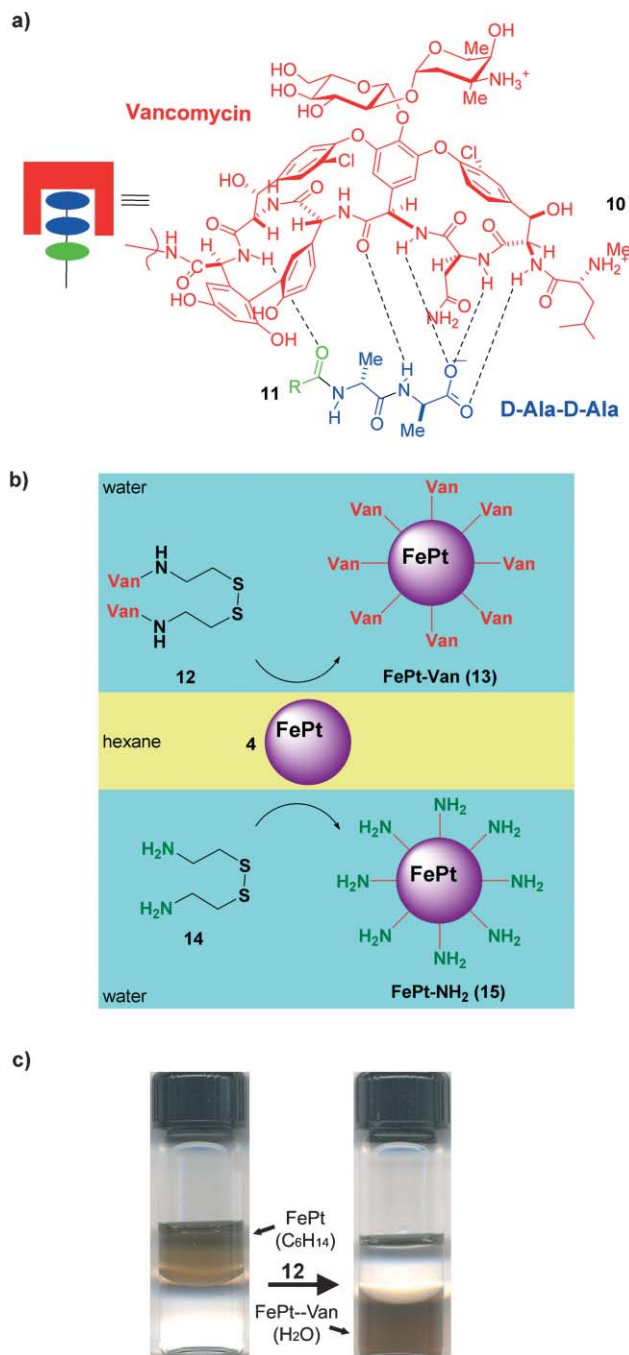 a)
Vancomycin
HO
HO
HO
OH
O
O
O
O
Me
OH
NH3+
Me
O
O
Cl
Cl
HO
O
H
N
O
H
N
H
N
H
O
H
O
N
H
O
H
N
H
O
N
H
OH
10
H
N
C
O
H
N
H
HO
HO
OH
O
NH2
O
N
H
NHMe
2+
O
Me
H
N
O
O
R
N
H
O
Me
O
11
D-Ala-D-Ala
b)
water
H
N
Van
S
S
Van
N
H
12
Van
Van
Van
Van
Van
Van
Van
Van
FePt
FePt-Van (13)
hexane
4
FePt
H2N
S
S
H2N
14
NH2
H2N
NH2
H2N
NH2
H2N
NH2
NH2
FePt
FePt-NH2 (15)
water
c)
FePt
(C6H14)
12
FePt--Van
(H2O)